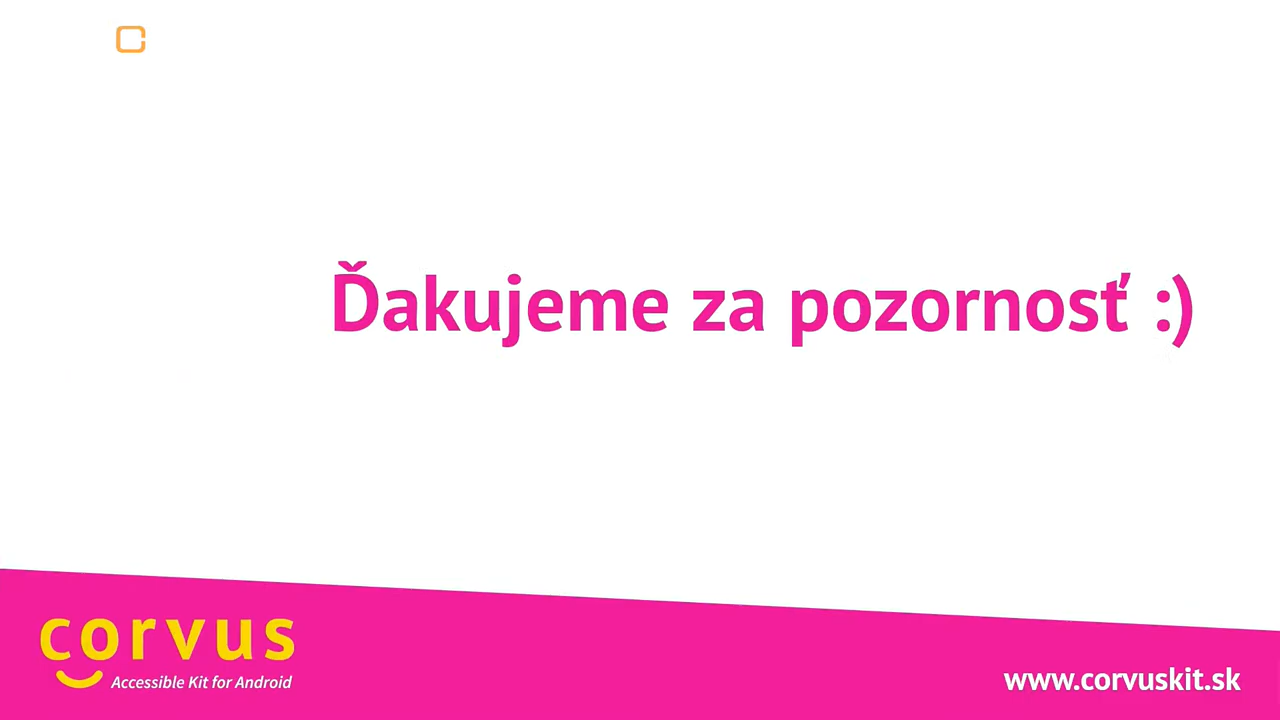 Ďakujeme za pozornosť :)
corvus
Accessible Kit for Android
www.corvuskit.sk